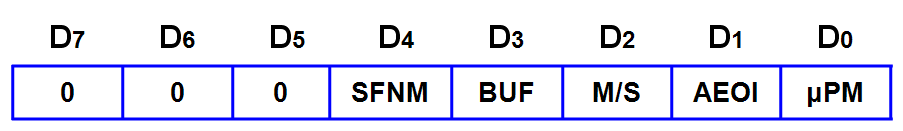 D7 D6 D5 D4 D3 D2 D1 D0
0 0 0 SFNM BUF M/S AEOI µPM